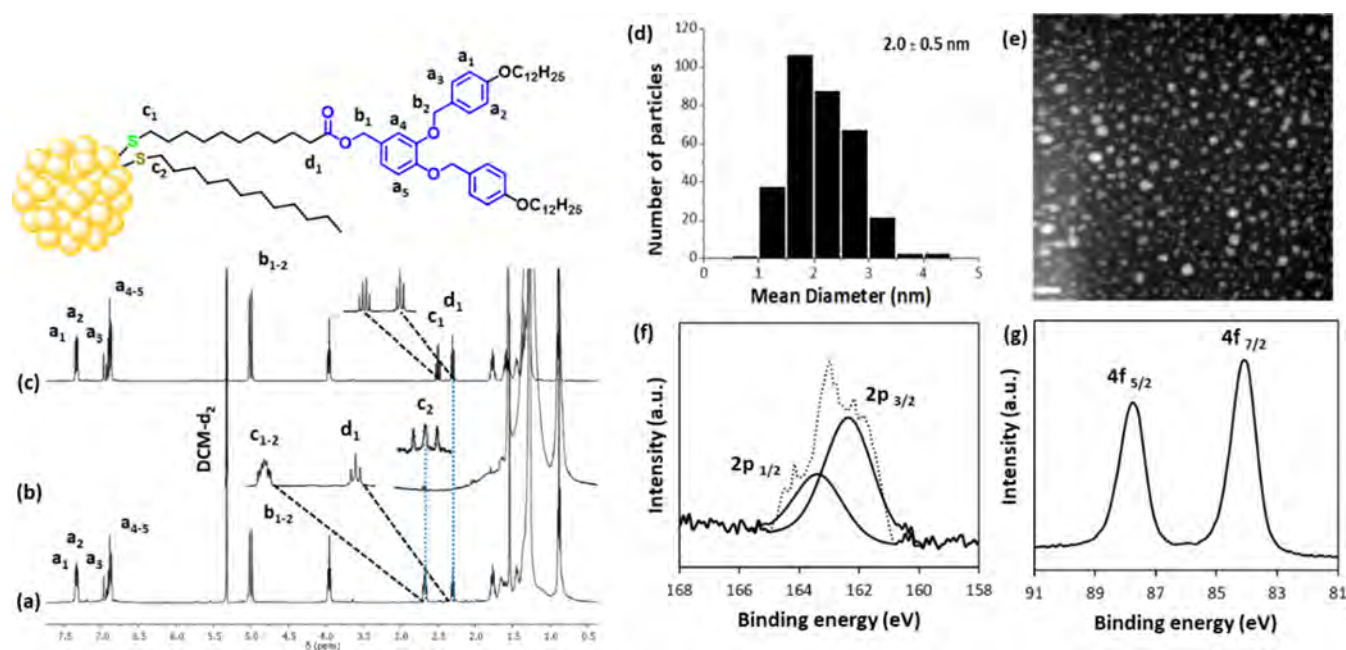 c1
S
S
c2
d1
O
b1
O
a4
a5
O
O
b2
a3
a1
a2
OC12H25
OC12H25
b1-2
a4-5
a2
a1
a3
c1
d1
(c)
DCM-d2
c2
c1-2
d1
(b)
b1-2
a4-5
a2
a1
a3
(a)
7.5 7.0 6.5 6.0 5.5 5.0 4.5 4.0 3.5 3.0 2.5 2.0 1.5 1.0 0.5
δ (ppm)
(d)
2.0 ± 0.5 nm
Number of particles
120
100
80
60
40
20
0
0 1 2 3 4 5
Mean Diameter (nm)
(e)
(f)
2p 3/2
2p 1/2
Intensity (a.u.)
168 166 164 162 160 158
Binding energy (eV)
(g)
4f 7/2
4f 5/2
Intensity (a.u.)
91 89 87 85 83 81
Binding energy (eV)